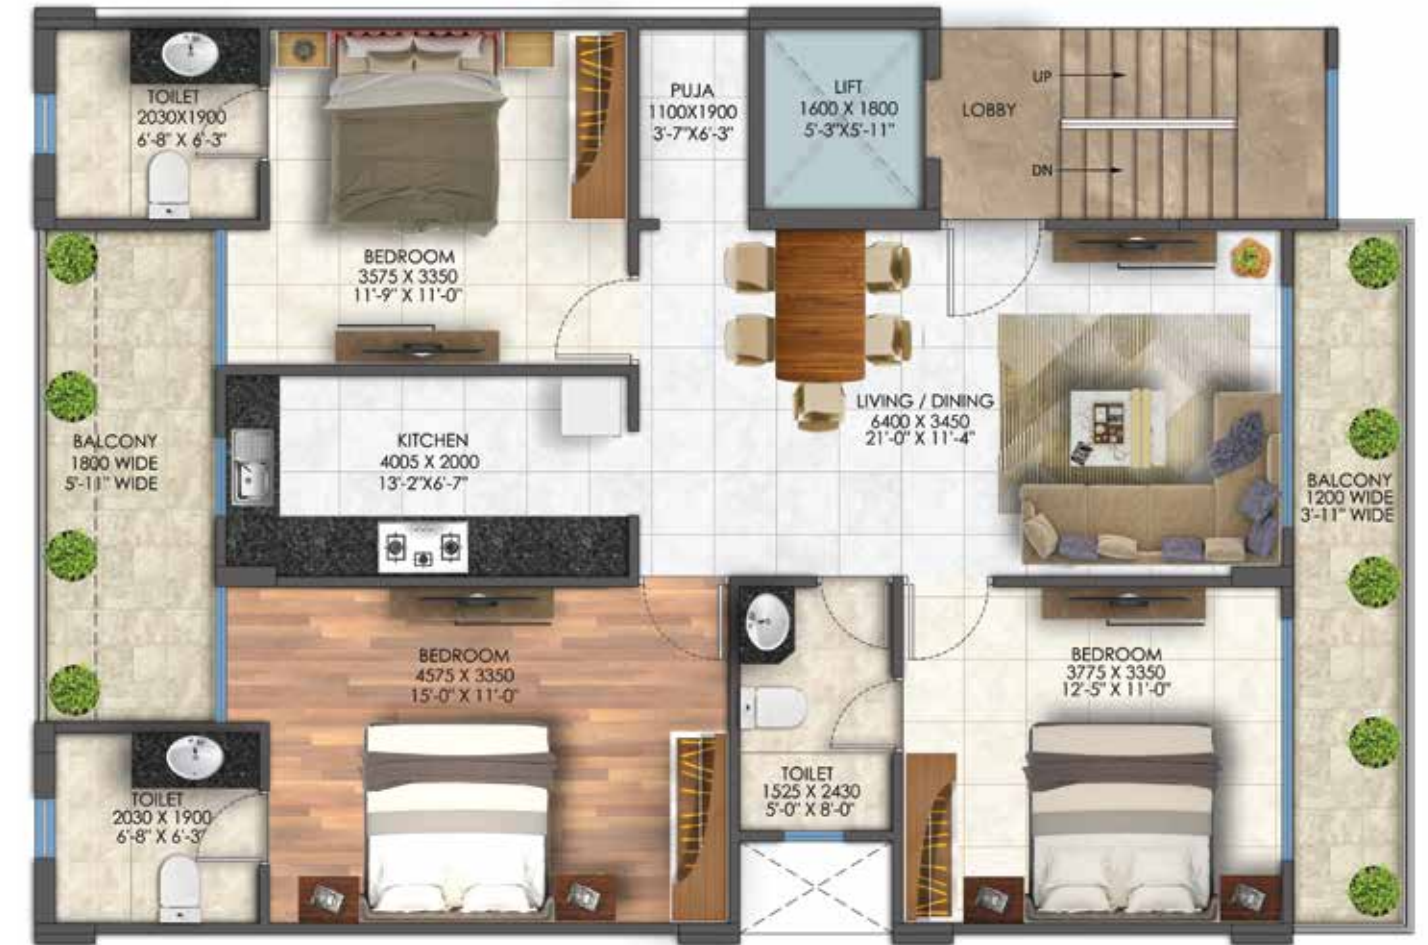 TOILET
2030X1900
6'-8" X 6'-3"
PUJA
1100X1900
3'-7"X6'-3"
LIFT
1600 X 1800
5'-3"X5'-11"
LOBBY
UP
DN
BEDROOM
3575 X 3350
11'-9" X 11'-0"
BALCONY
1800 WIDE
5'-11" WIDE
KITCHEN
4005 X 2000
13'-2"X6'-7"
LIVING / DINING
6400 X 3450
21'-0" X 11'-4"
BALCONY
1200 WIDE
3'-11" WIDE
BEDROOM
4575 X 3350
15'-0" X 11'-0"
BEDROOM
3775 X 3350
12'-5" X 11'-0"
TOILET
2030 X 1900
6'-8" X 6'-3"
TOILET
1525 X 2430
5'-0" X 8'-0"